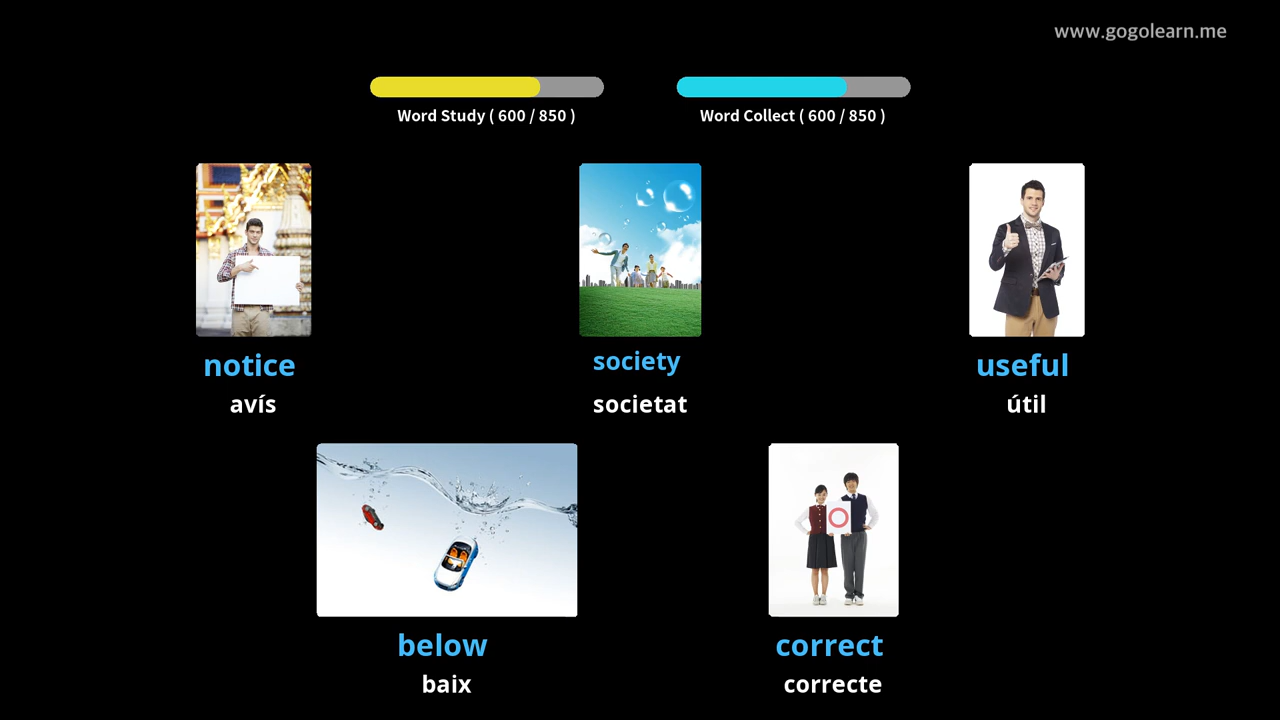 www.gogolearn.me
Word Study ( 600 / 850 )
Word Collect ( 600 / 850 )
notice
avís
society
societat
useful
útil
below
baix
correct
correcte